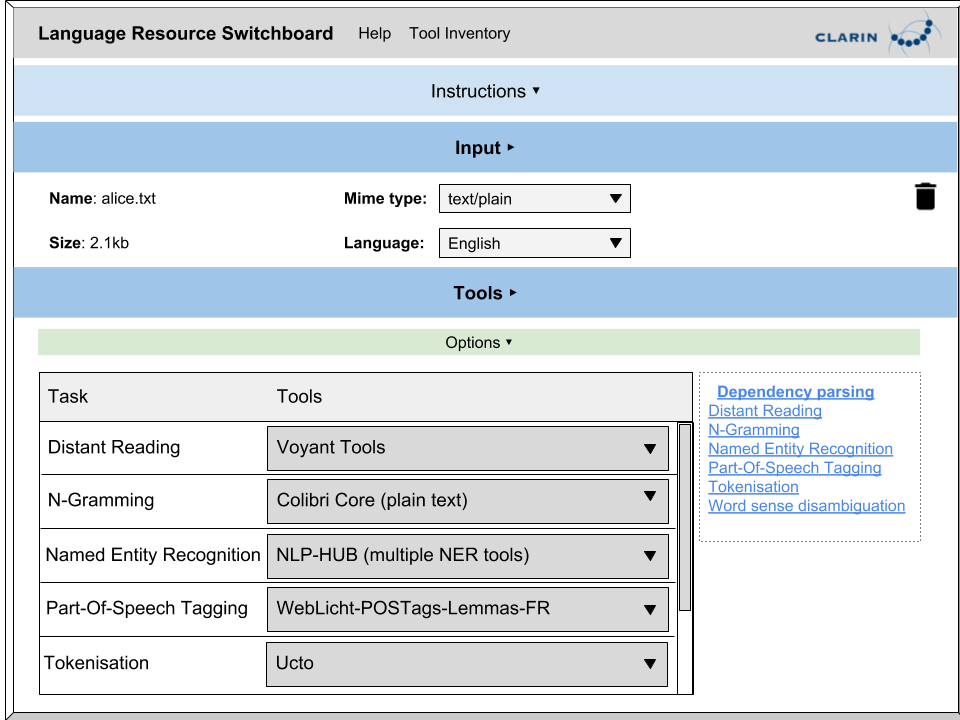 Language Resource Switchboard Help Tool Inventory CLARIN
Instructions ▾
Input ▸
Name: alice.txt Mime type: text/plain
Size: 2.1kb Language: English
Tools ▸
Options ▾
Task Tools
Distant Reading Voyant Tools
N-Gramming Colibri Core (plain text)
Named Entity Recognition NLP-HUB (multiple NER tools)
Part-Of-Speech Tagging WebLicht-POSTags-Lemmas-FR
Tokenisation Ucto
Dependency parsing
Distant Reading
N-Gramming
Named Entity Recognition
Part-Of-Speech Tagging
Tokenisation
Word sense disambiguation